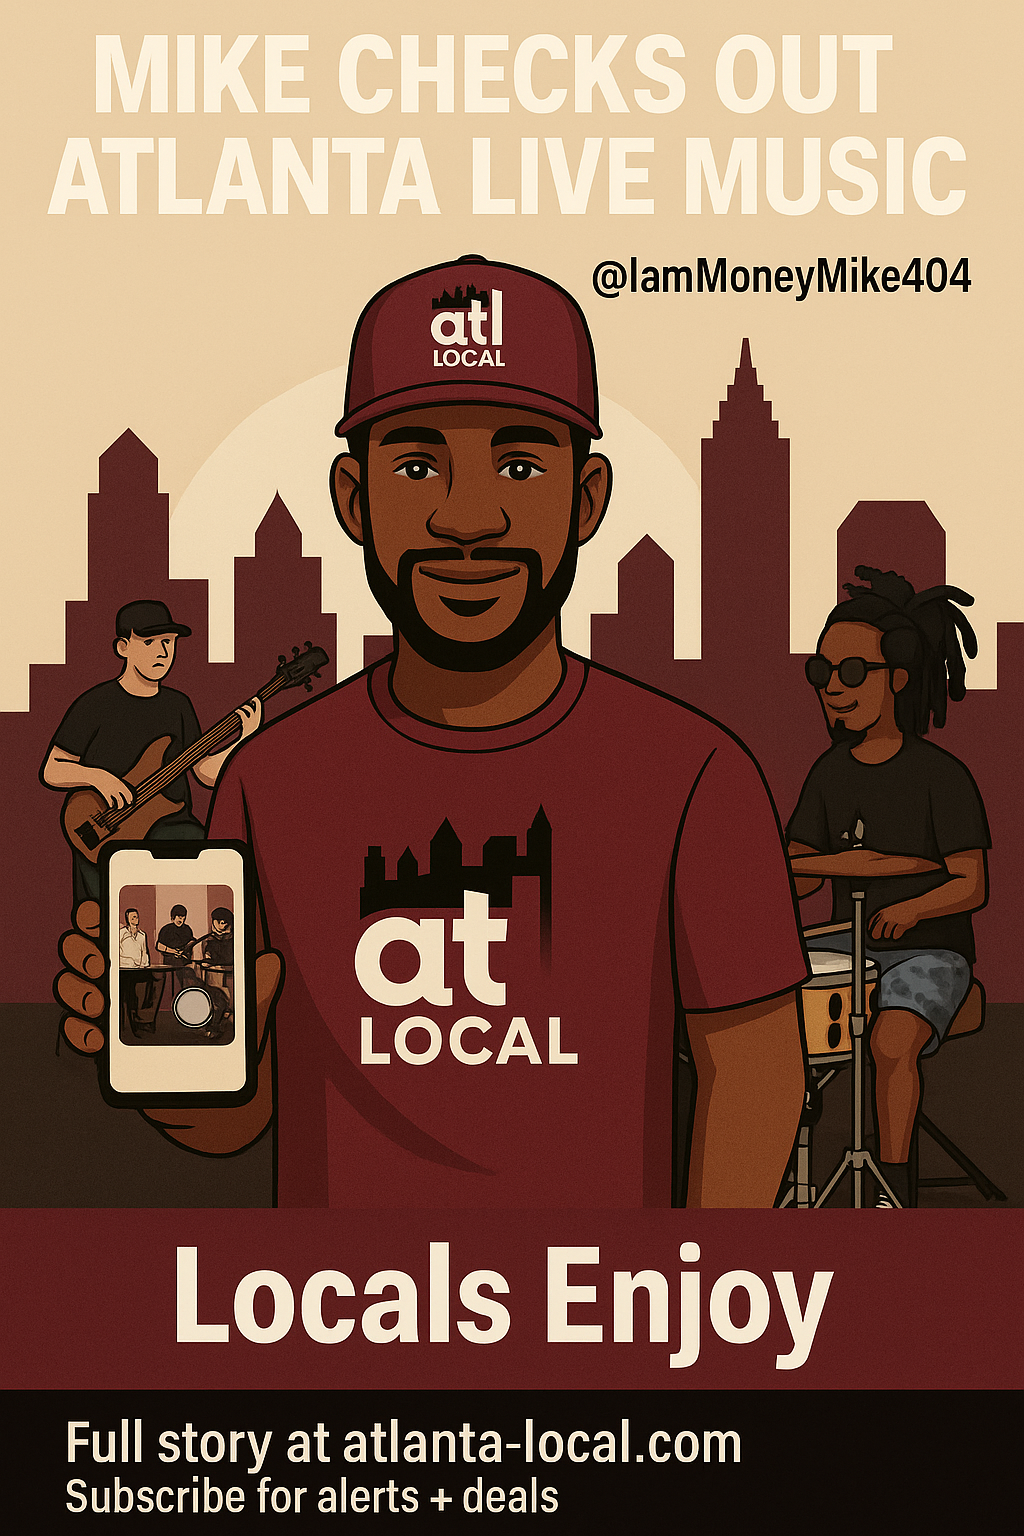 MIKE CHECKS OUT
ATLANTA LIVE MUSIC
@IamMoneyMike404
atl
LOCAL
at
LOCAL
Locals Enjoy
Full story at atlanta-local.com
Subscribe for alerts + deals